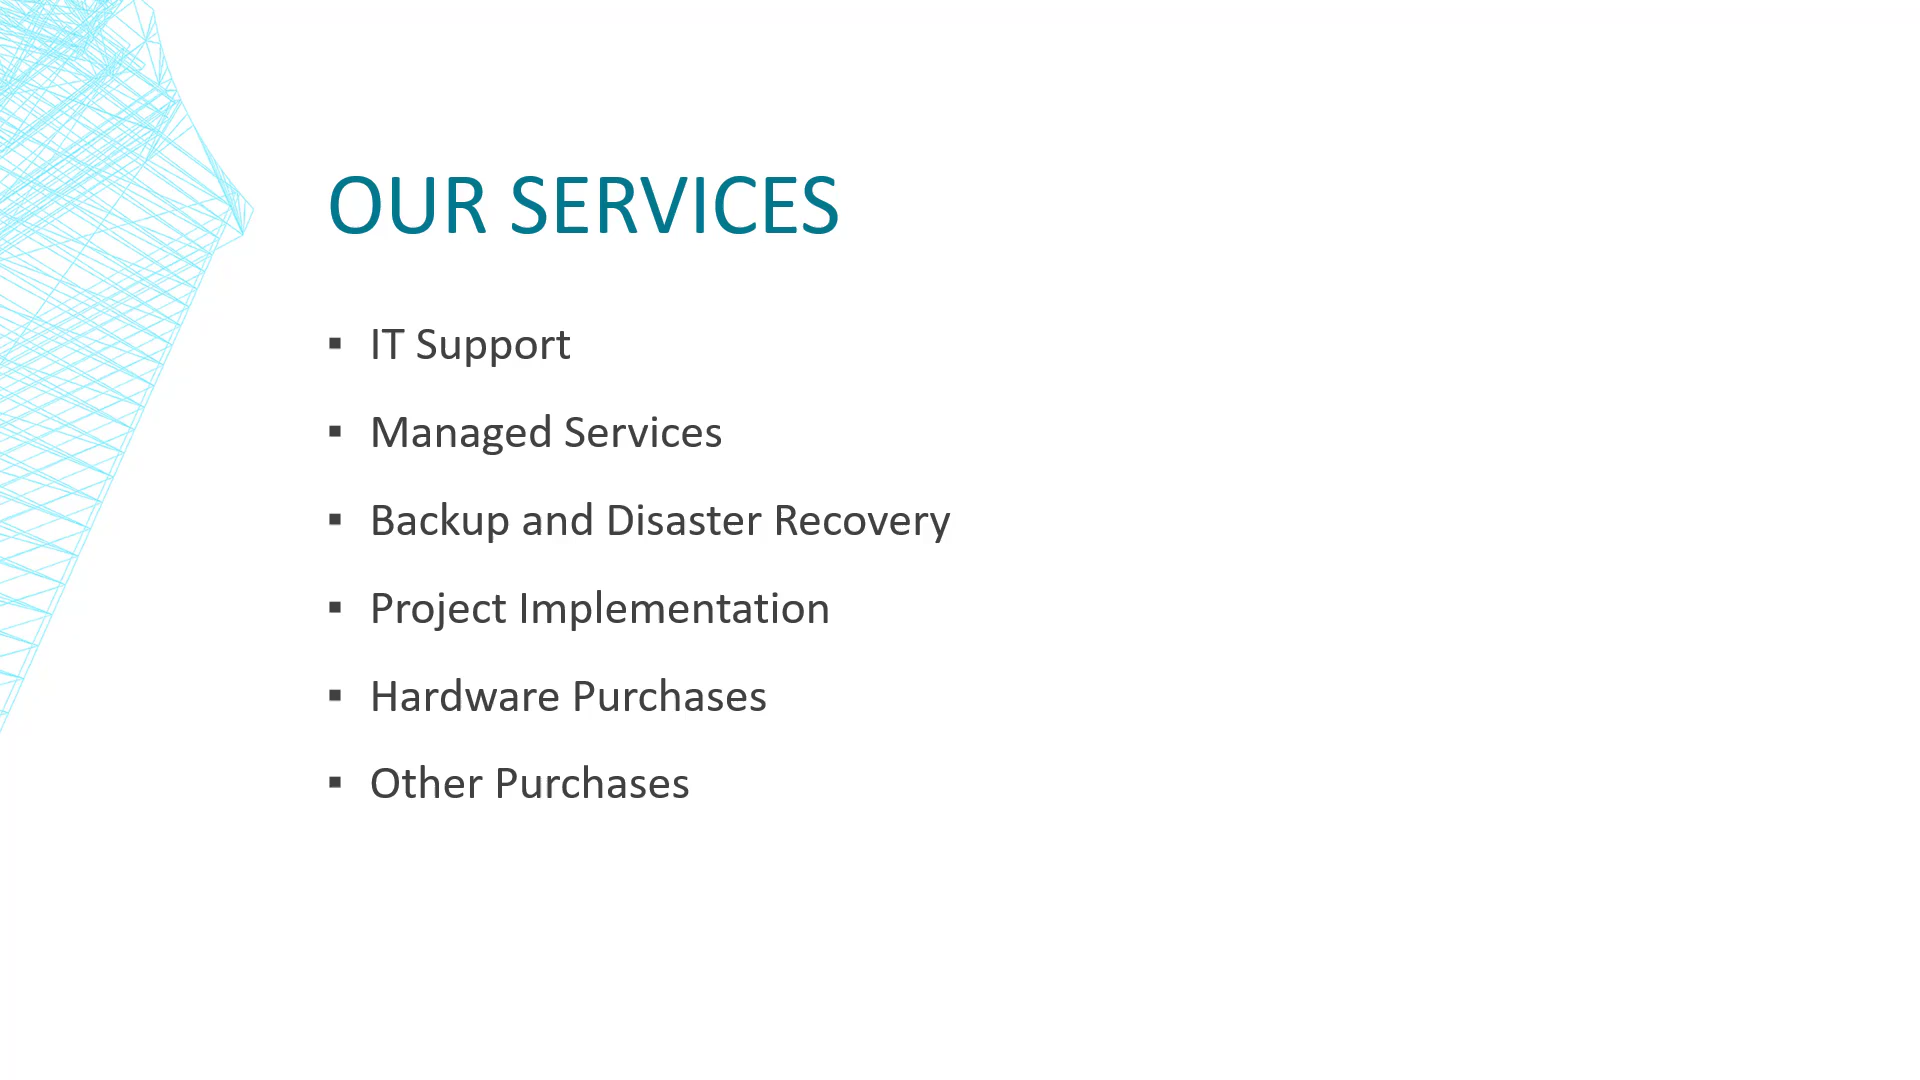 OUR SERVICES
▪ IT Support
▪ Managed Services
▪ Backup and Disaster Recovery
▪ Project Implementation
▪ Hardware Purchases
▪ Other Purchases